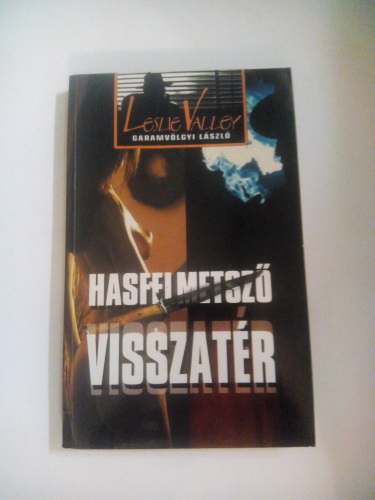 LESLIE VALLEY
GARAMVÖLGYI LÁSZLÓ
HASFELMETSZŐ
VISSZATÉR